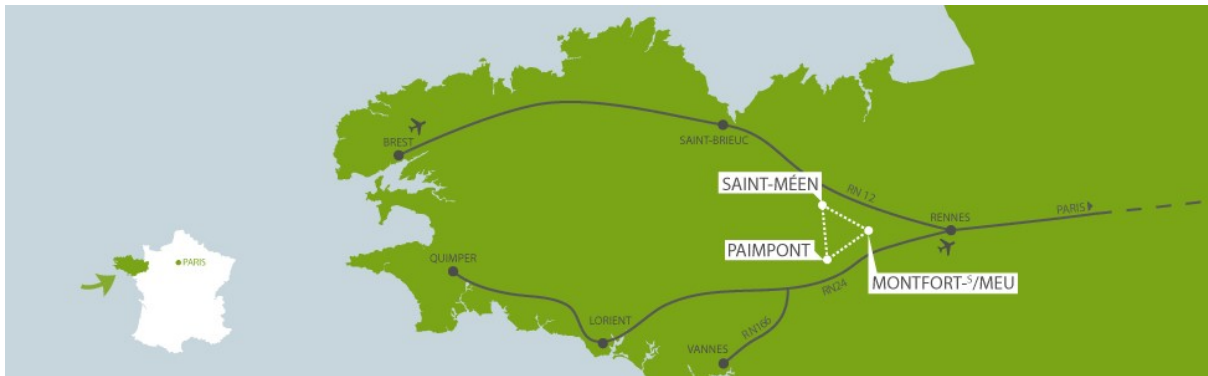 BREST
SAINT-BRIEUC
SAINT-MÉEN
RN 12
RENNES
PARIS
PAIMPONT
MONTFORT-S/MEU
RN24
QUIMPER
LORIENT
RN166
VANNES
PARIS